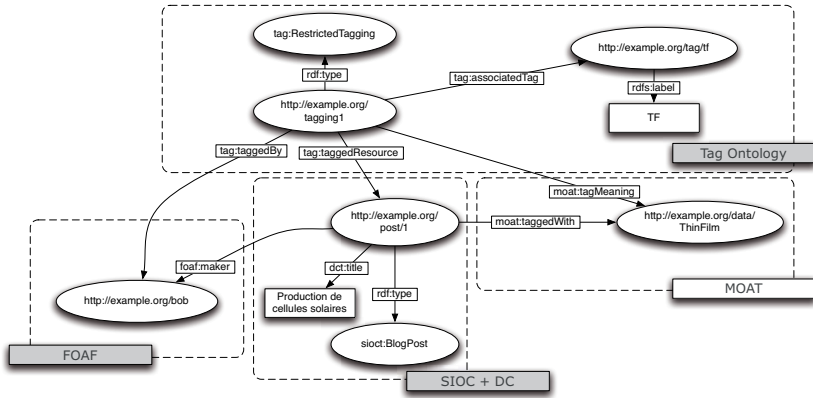 tag:RestrictedTagging
http://example.org/tag/tf
rdf:type
tag:associatedTag
rdfs:label
http://example.org/
tagging1
TF
tag:taggedBy
tag:taggedResource
Tag Ontology
moat:tagMeaning
http://example.org/
post/1
moat:taggedWith
http://example.org/data/
ThinFilm
foaf:maker
dct:title
rdf:type
http://example.org/bob
Production de
cellules solaires
MOAT
sioct:BlogPost
FOAF
SIOC + DC